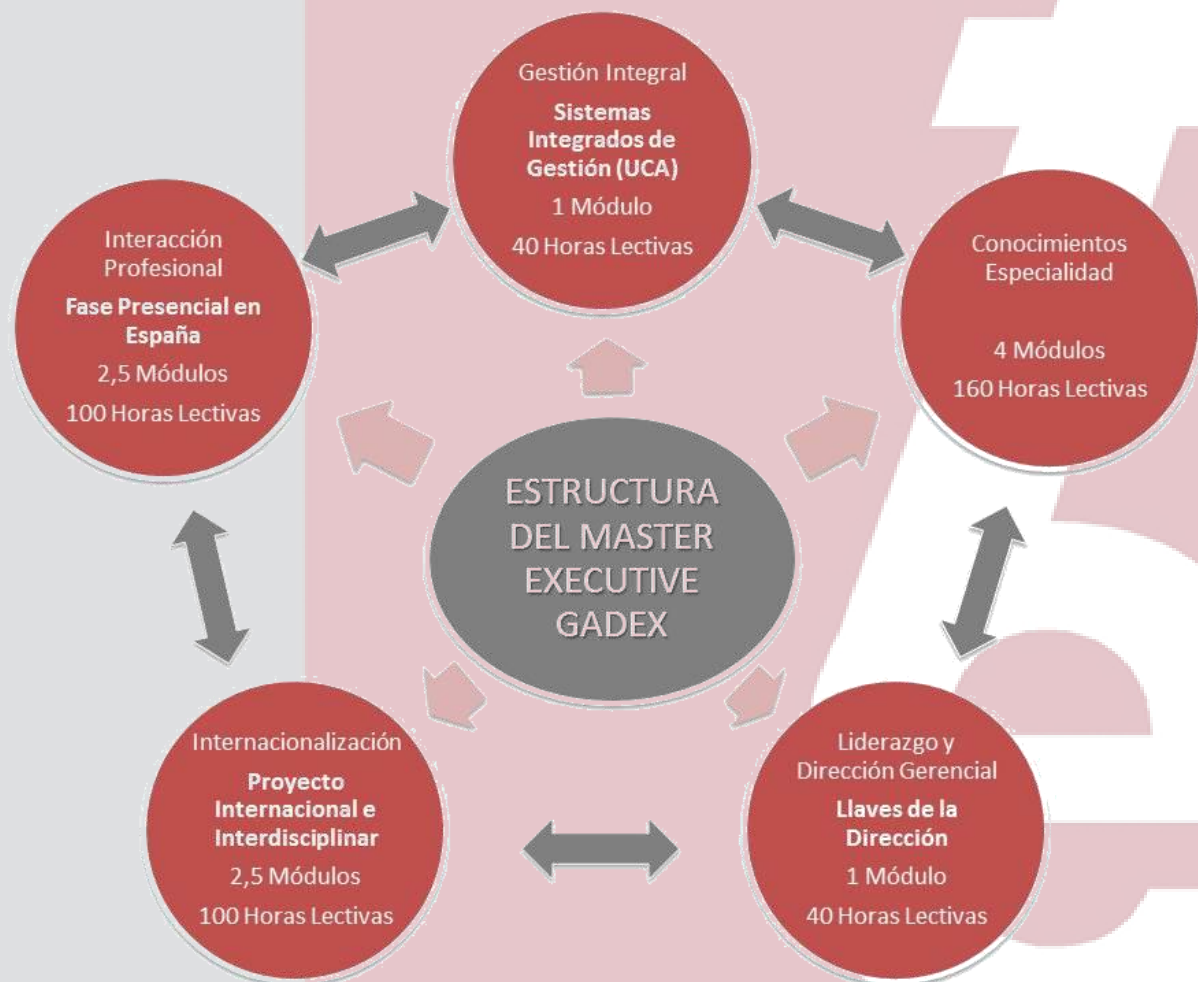 Gestión Integral
Sistemas
Integrados de
Gestión (UCA)
1 Módulo
40 Horas Lectivas
Interacción
Profesional
Fase Presencial en
España
2,5 Módulos
100 Horas Lectivas
Conocimientos
Especialidad
4 Módulos
160 Horas Lectivas
ESTRUCTURA
DEL MASTER
EXECUTIVE
GADEX
Internacionalización
Proyecto
Internacional e
Interdisciplinar
2,5 Módulos
100 Horas Lectivas
Liderazgo y
Dirección Gerencial
Llaves de la
Dirección
1 Módulo
40 Horas Lectivas